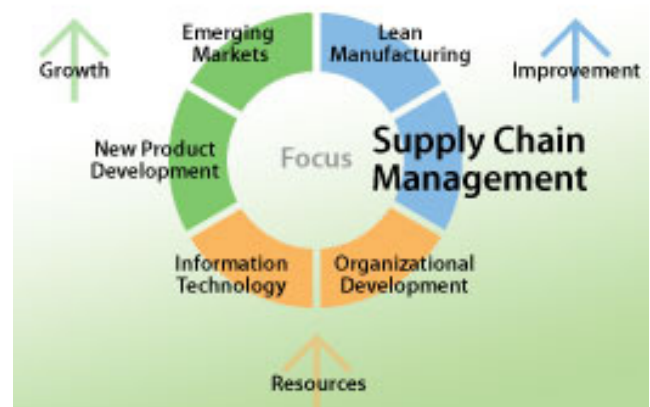 Emerging
Markets
Lean
Manufacturing
Growth
Improvement
New Product
Development
Focus
Supply Chain
Management
Information
Technology
Organizational
Development
Resources